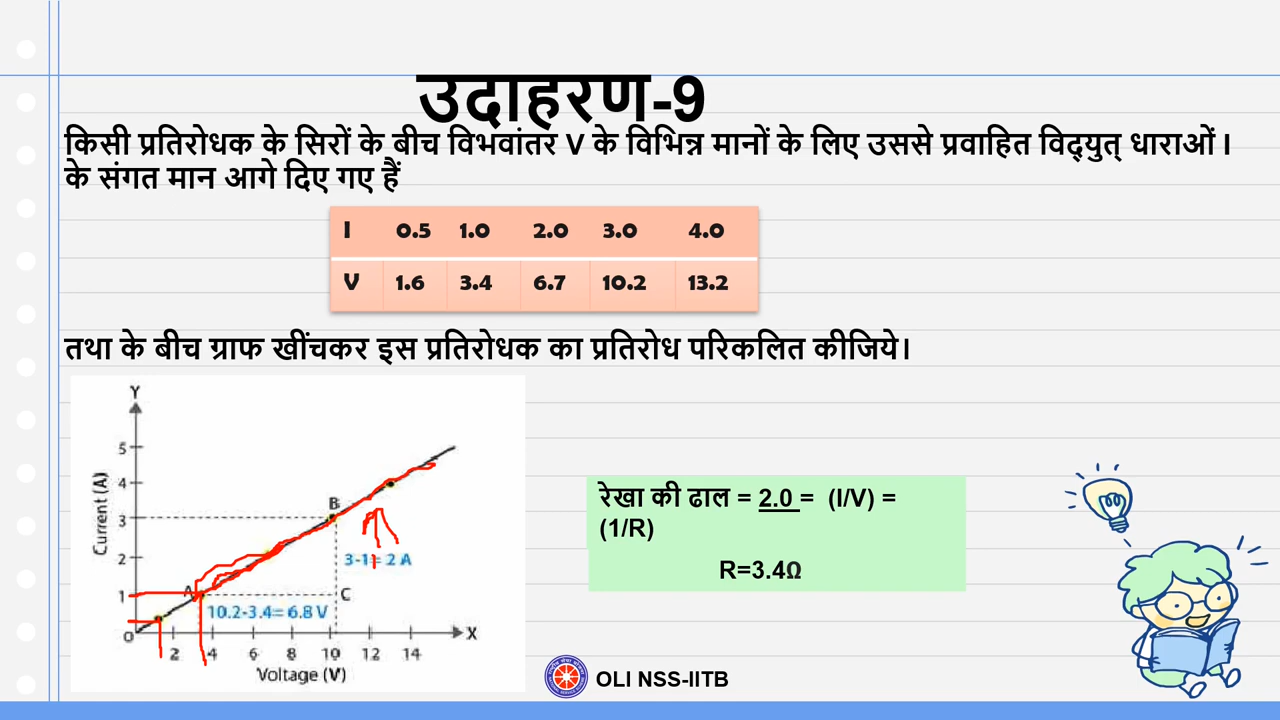 उदाहरण-9
किसी प्रतिरोधक के सिरों के बीच विभवांतर V के विभिन्न मानों के लिए उससे प्रवाहित विद्युत् धाराओं I
के संगत मान आगे दिए गए हैं
I 0.5 1.0 2.0 3.0 4.0
V 1.6 3.4 6.7 10.2 13.2
तथा के बीच ग्राफ खींचकर इस प्रतिरोधक का प्रतिरोध परिकलित कीजिये।
Y
5
4
3
2
1
O
Current (A)
B
3-1= 2 A
A
C
10.2-3.4= 6.8 V
X
2 4 6 8 10 12 14
Voltage (V)
रेखा की ढाल = 2.0 = (I/V) =
(1/R)
R=3.4Ω
OLI NSS-IITB